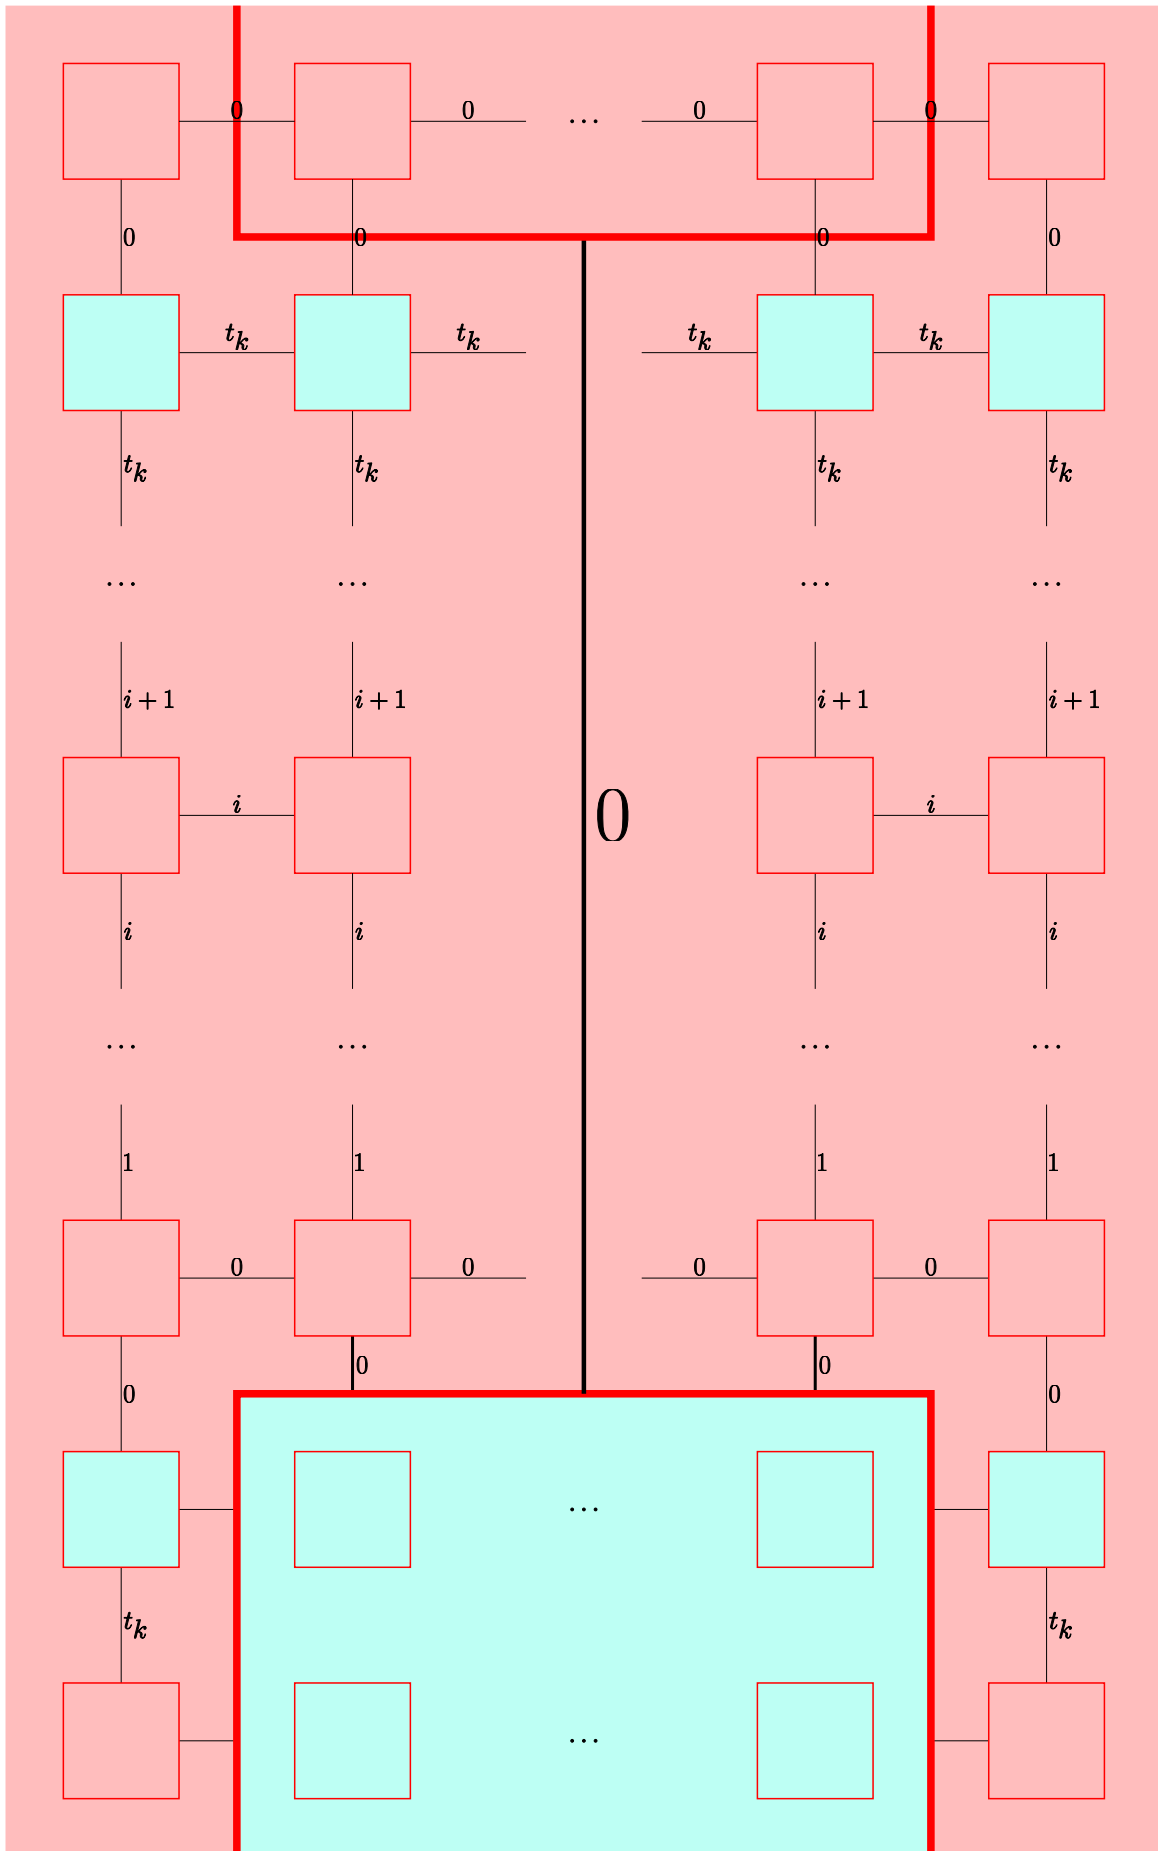 0 0 ... 0 0
0 0 0 0
t_k t_k t_k t_k
t_k t_k t_k t_k
... ... ... ...
i + 1 i + 1 i + 1 i + 1
i 0 i
i i i i
... ... ... ...
1 1 1 1
0 0 0 0
0 0
0 0
...
t_k t_k
...